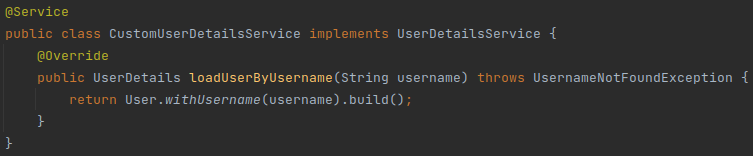 @Service
public class CustomUserDetailsService implements UserDetailsService {
    @Override
    public UserDetails loadUserByUsername(String username) throws UsernameNotFoundException {
        return User.withUsername(username).build();
    }
}